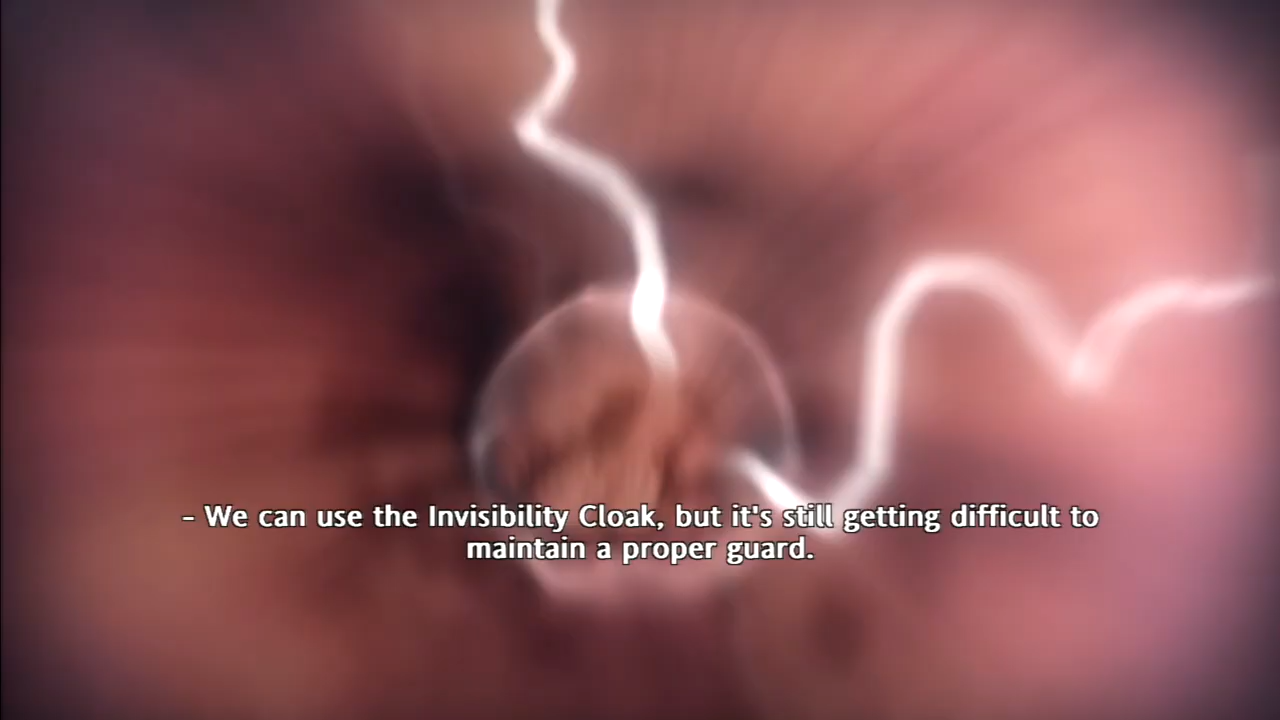 - We can use the Invisibility Cloak, but it's still getting difficult to
maintain a proper guard.